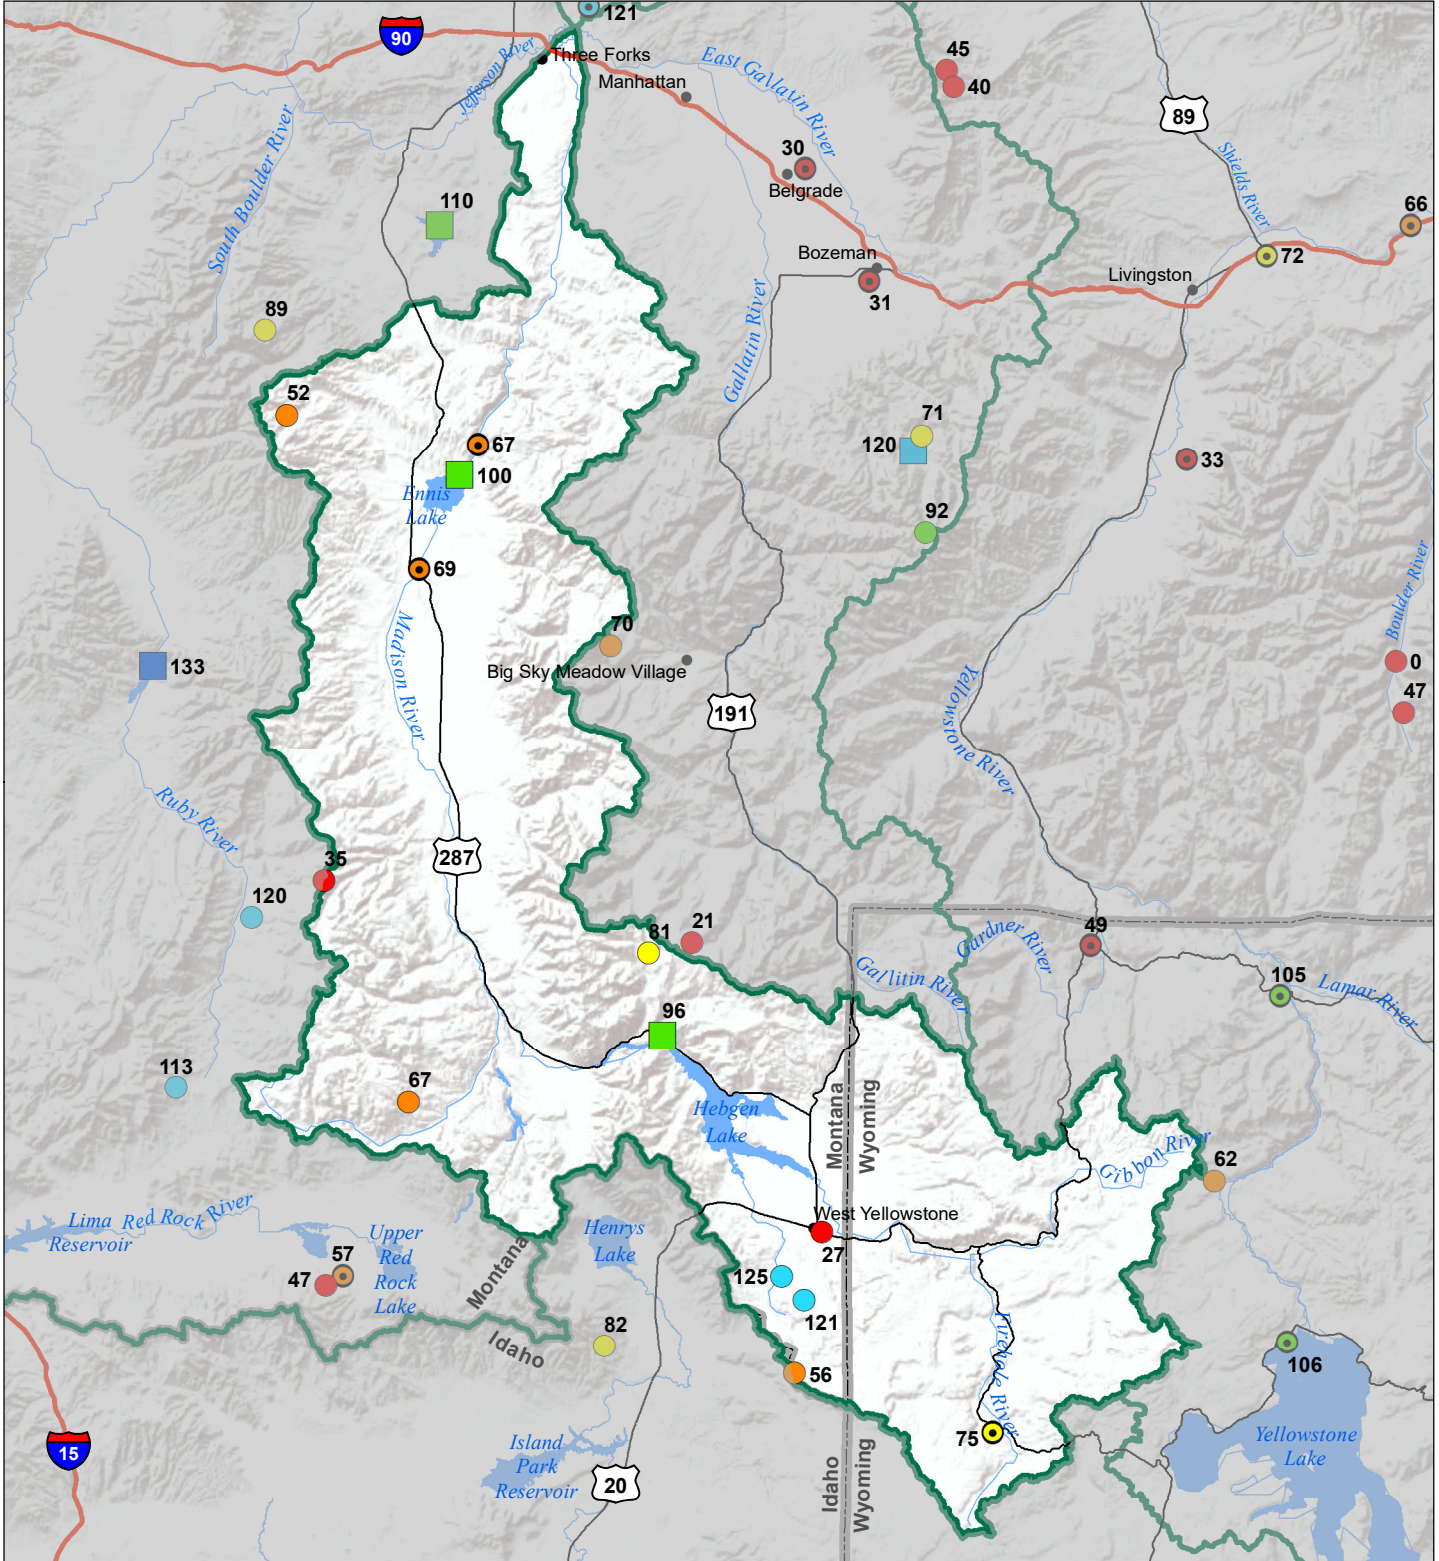 121
90
Three Forks
Jefferson River
Manhattan
East Gallatin River
45
40
89
Shields River
30
Belgrade
South Boulder River
110
66
Bozeman
72
Livingston
31
Gallatin River
89
52
71
120
67
100
33
Ennis
Lake
92
69
Boulder River
Madison River
70
133
Big Sky Meadow Village
0
47
191
Yellowstone River
Ruby River
287
35
120
81
21
49
Gardner River
Gallitin River
105
Lamar River
96
113
67
Hebgen
Lake
Montana
Wyoming
Gibbon River
62
Lima
Reservoir
Red Rock River
Upper
Red
Rock
Lake
57
47
Montana
Idaho
Henrys
Lake
West Yellowstone
27
125
121
82
56
Firehole River
106
75
15
Island
Park
Reservoir
20
Idaho
Wyoming
Yellowstone
Lake